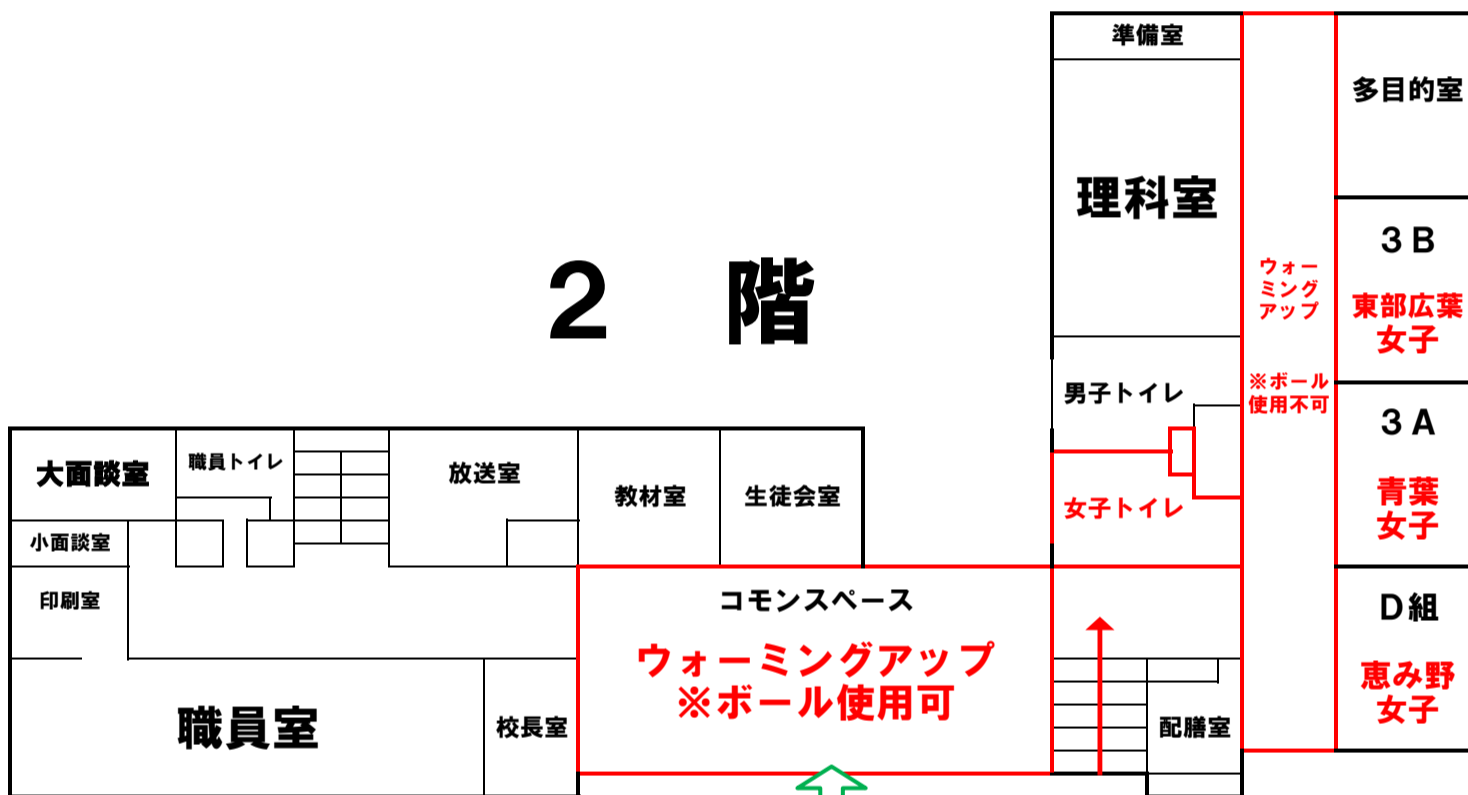 準備室
多目的室
理科室
３Ｂ
東部広葉
女子
ウォー
ミング
アップ
※ボール
使用不可
２　階
男子トイレ
３Ａ
青葉
女子
女子トイレ
大面談室
職員トイレ
放送室
教材室
生徒会室
小面談室
印刷室
コモンスペース
ウォーミングアップ
※ボール使用可
Ｄ組
恵み野
女子
職員室
校長室
配膳室